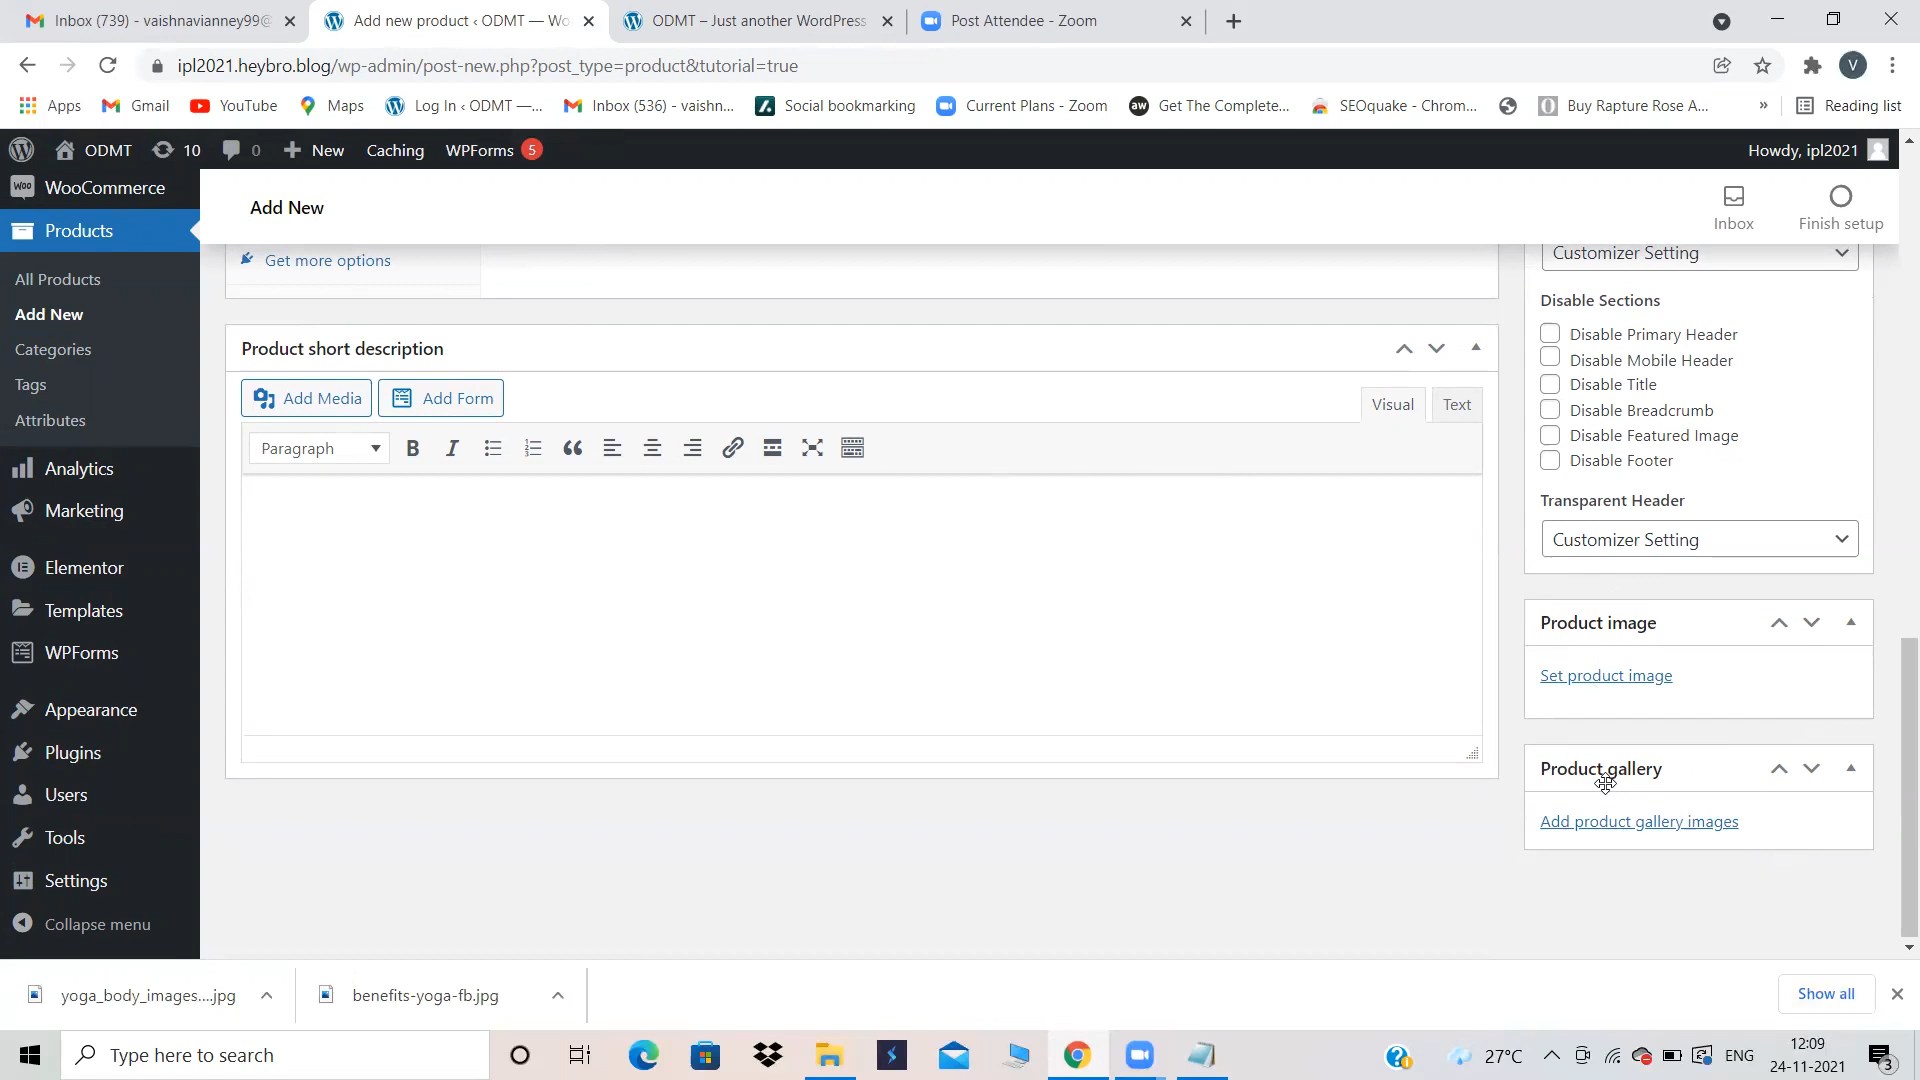 Inbox (739) - vaishnavianney99@
Add new product ‹ ODMT — Wo
ODMT – Just another WordPress
Post Attendee - Zoom
ipl2021.heybro.blog/wp-admin/post-new.php?post_type=product&tutorial=true
V
Apps
Gmail
YouTube
Maps
Log In ‹ ODMT —...
Inbox (536) - vaishn...
Social bookmarking
Current Plans - Zoom
aw
Get The Complete...
SEOquake - Chrom...
Buy Rapture Rose A...
»
Reading list
ODMT
10
0
New
Caching
WPForms 5
Howdy, ipl2021
Woo WooCommerce
Products
All Products
Add New
Categories
Tags
Attributes
Analytics
Marketing
Elementor
Templates
WPForms
Appearance
Plugins
Users
Tools
Settings
Collapse menu
Add New
Inbox
Finish setup
Get more options
Product short description
Add Media
Add Form
Visual
Text
Paragraph
B
I
Customizer Setting
Disable Sections
Disable Primary Header
Disable Mobile Header
Disable Title
Disable Breadcrumb
Disable Featured Image
Disable Footer
Transparent Header
Customizer Setting
Product image
Set product image
Product gallery
Add product gallery images
yoga_body_images....jpg
benefits-yoga-fb.jpg
Show all
Type here to search
27°C
ENG
12:09
24-11-2021
3